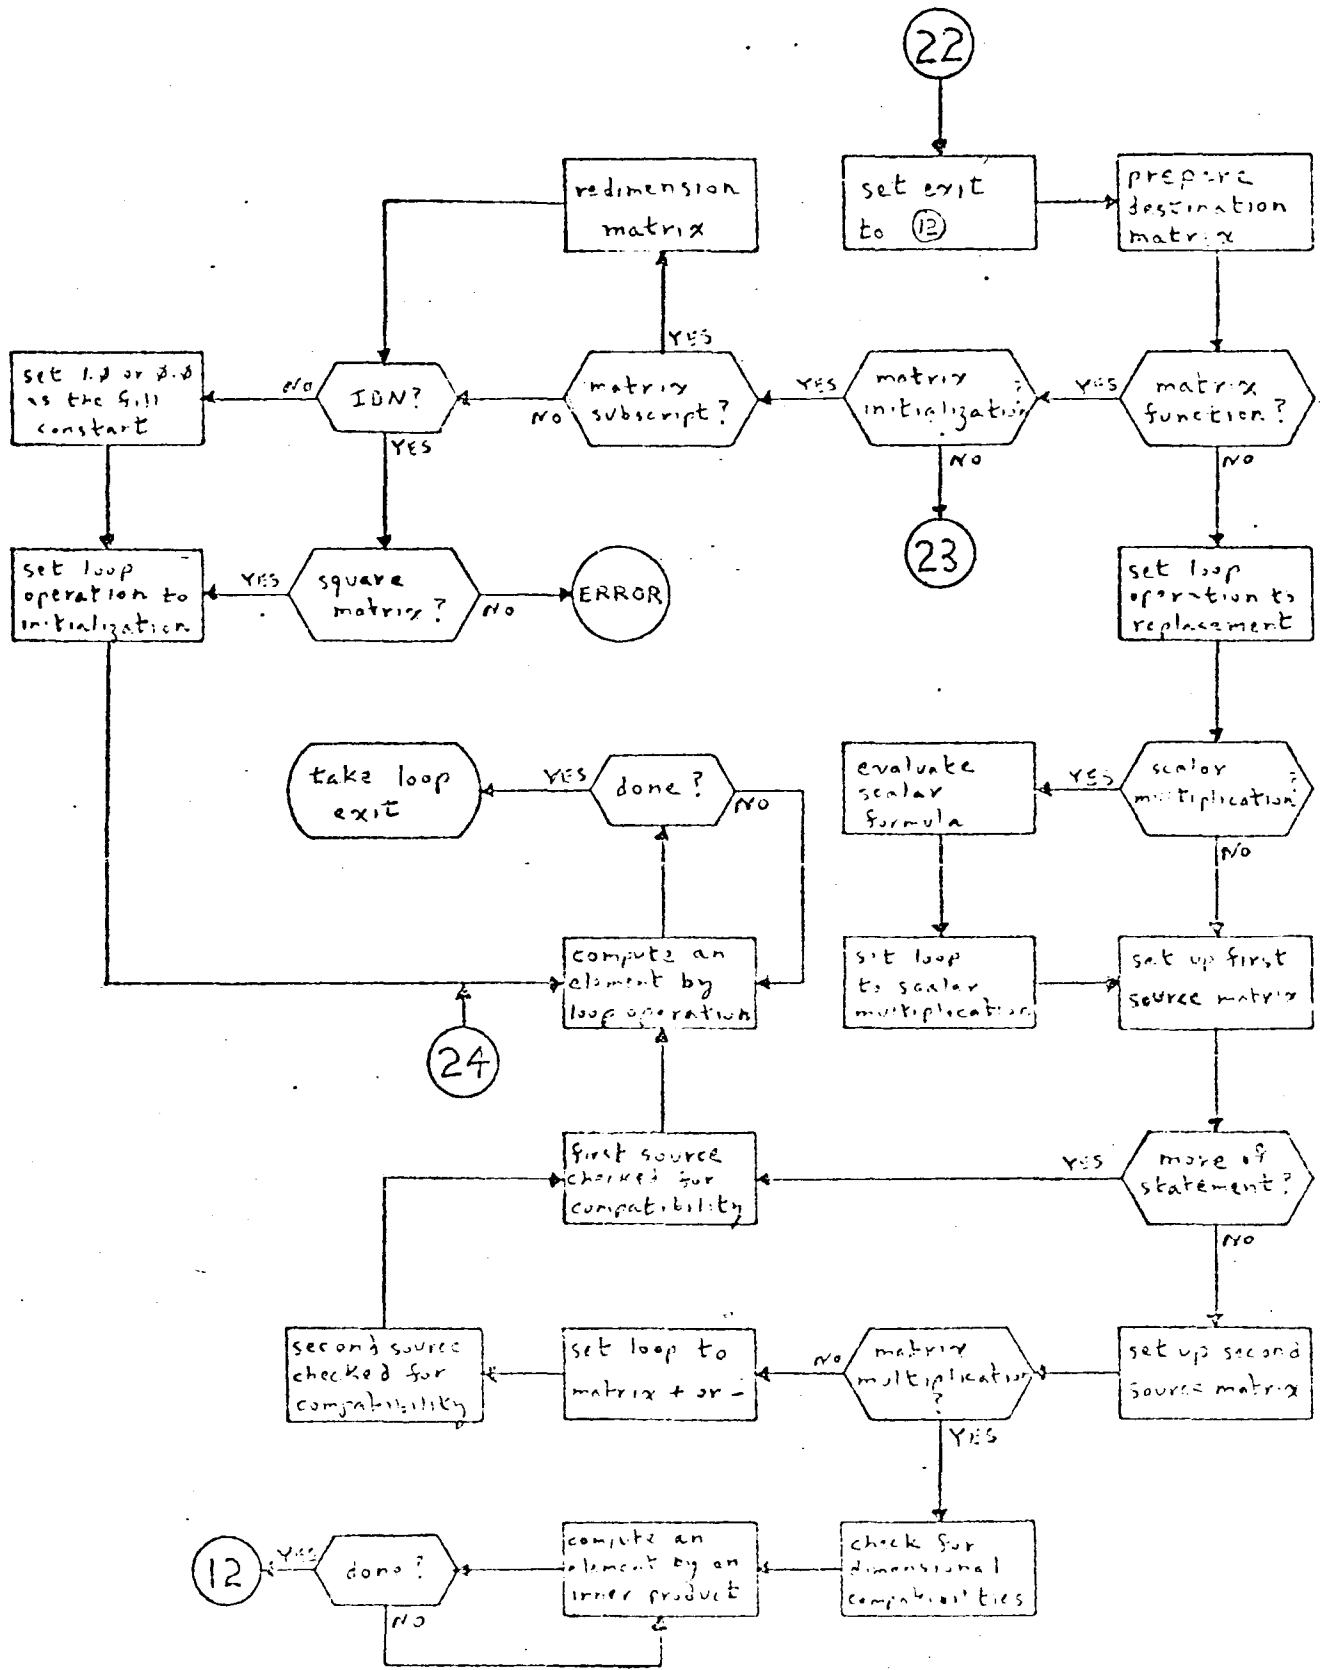 22
set exit
to 12
prepare
destination
matrix
redimension
matrix
YES
matrix
function?
YES
NO
matrix
initialization?
YES
NO
23
matrix
subscript?
NO
IDN?
NO
YES
set 1.0 or 0.0
as the fill
constant
set loop
operation to
initialization
YES
square
matrix?
NO
ERROR
set loop
operation to
replacement
take loop
exit
YES
done?
NO
evaluate
scalar
formula
YES
scalar
multiplication?
NO
compute an
element by
loop operation
set loop
to scalar
multiplication
set up first
source matrix
24
first source
checked for
compatibility
YES
more of
statement?
NO
second source
checked for
compatibility
set loop to
matrix + or -
NO
matrix
multiplication
?
YES
set up second
source matrix
12
YES
done?
NO
compute an
element by an
inner product
check for
dimensional
compatibilities